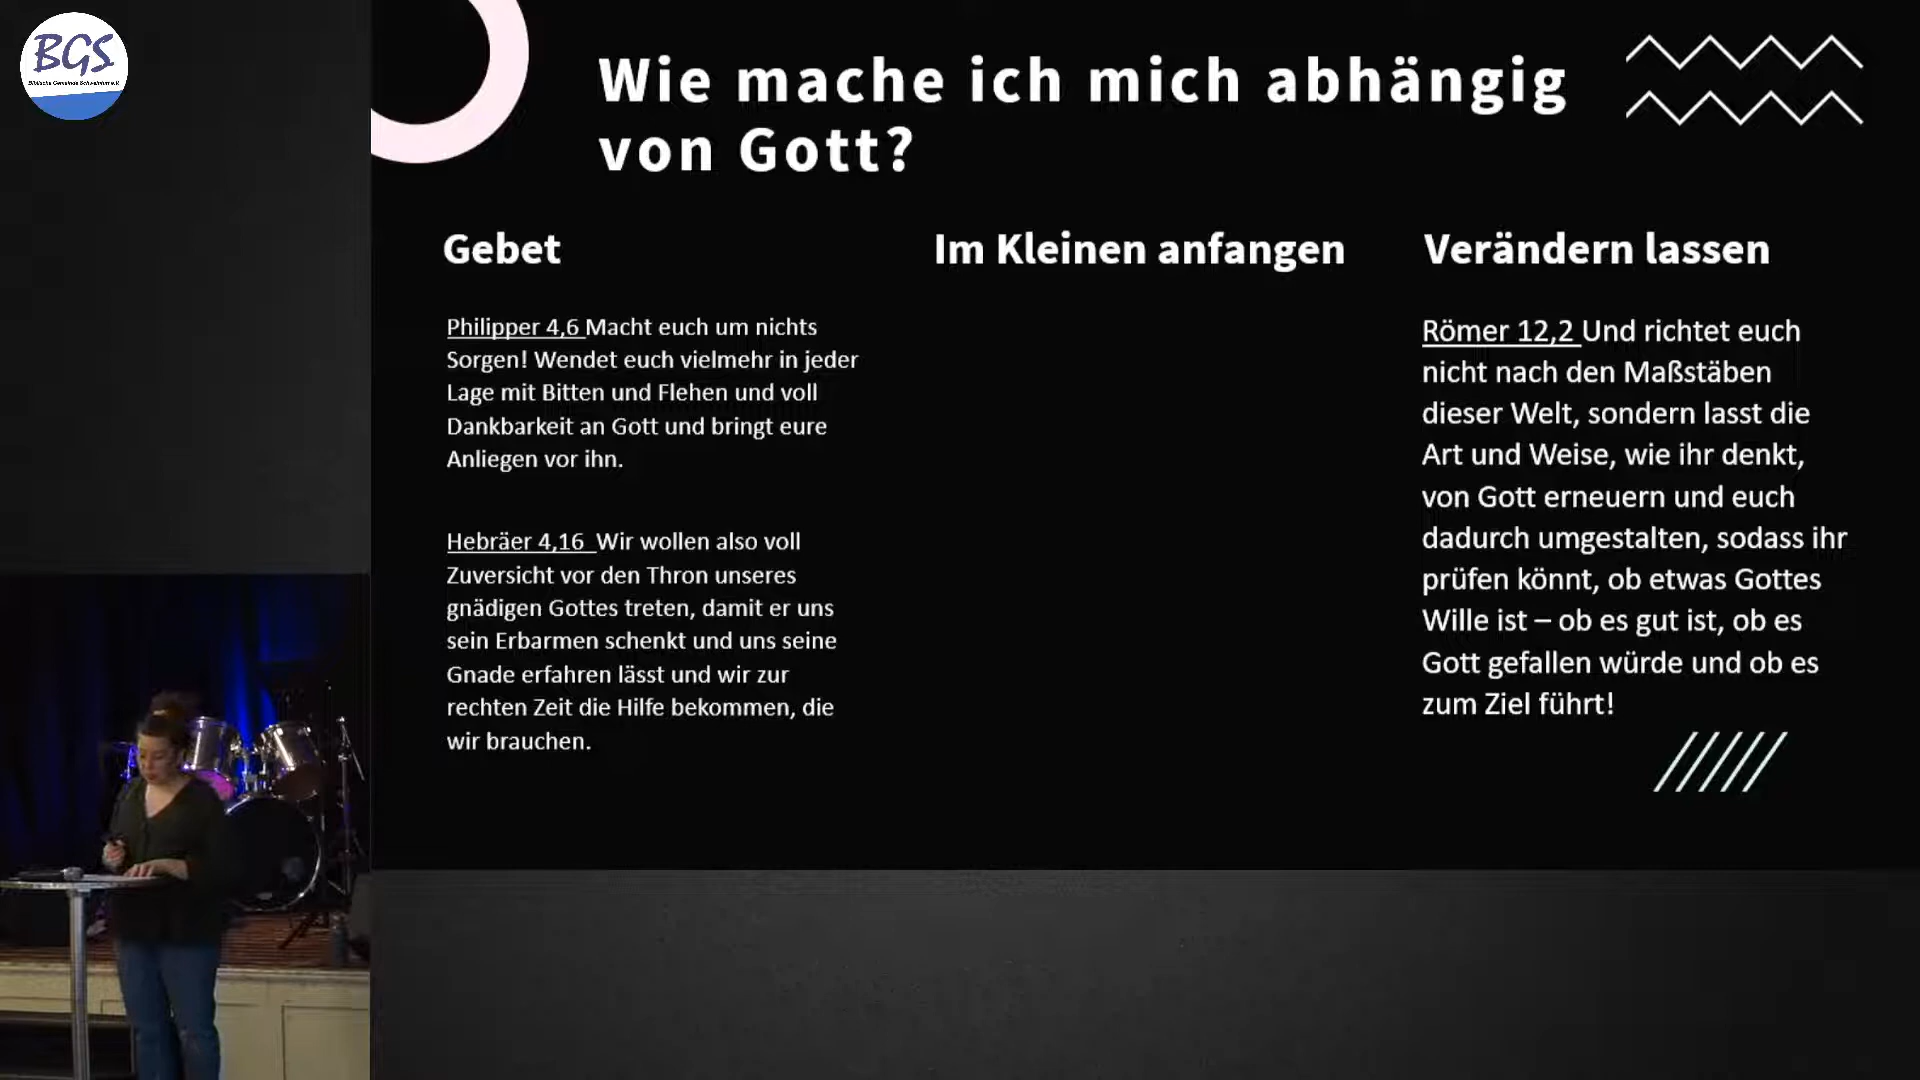 BGS
Wie mache ich mich abhängig
von Gott?
Gebet
Philipper 4,6 Macht euch um nichts
Sorgen! Wendet euch vielmehr in jeder
Lage mit Bitten und Flehen und voll
Dankbarkeit an Gott und bringt eure
Anliegen vor ihn.
Hebräer 4,16 Wir wollen also voll
Zuversicht vor den Thron unseres
gnädigen Gottes treten, damit er uns
sein Erbarmen schenkt und uns seine
Gnade erfahren lässt und wir zur
rechten Zeit die Hilfe bekommen, die
wir brauchen.
Im Kleinen anfangen
Verändern lassen
Römer 12,2 Und richtet euch
nicht nach den Maßstäben
dieser Welt, sondern lasst die
Art und Weise, wie ihr denkt,
von Gott erneuern und euch
dadurch umgestalten, sodass ihr
prüfen könnt, ob etwas Gottes
Wille ist – ob es gut ist, ob es
Gott gefallen würde und ob es
zum Ziel führt!